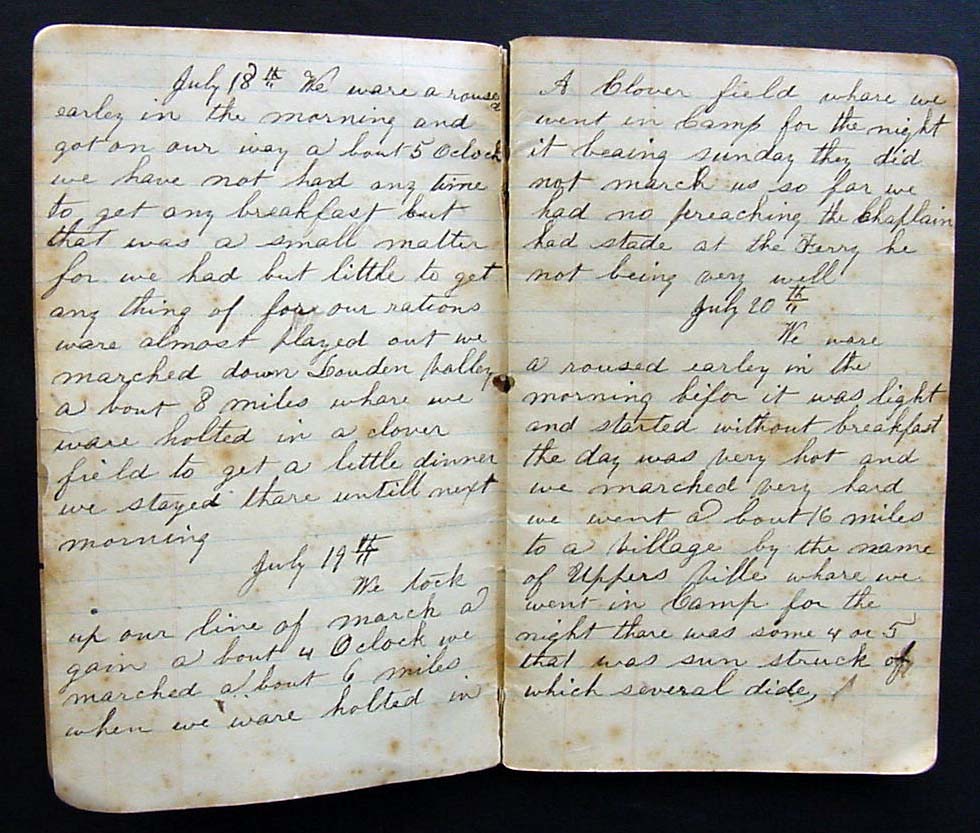 July 18th We ware a rouse
earley in the morning and
got on our way a bout 5 Oclock
we have not had any time
to get any breakfast but
that was a small matter
for we had but little to get
any thing of for our rations
ware almost played out we
marched down Louden Valley
a bout 8 miles whare we
ware holted in a clover
field to get a little dinner
we stayed thare untill next
morning
July 19th
We tock
up our line of march a
gain a bout 4 Oclock we
marched a bout 6 miles
when we ware holted in
A Clover field whare we
went in Camp for the night
it beaing sunday they did
not march us so far we
had no preaching the Chaplain
had stade at the Ferry he
not being very well
July 20th
We ware
a roused earley in the
morning befor it was light
and started without breakfast
the day was very hot and
we marched very hard
we went a bout 16 miles
to a village by the name
of Uppers ville whare we
went in Camp for the
night thare was some 4 or 5
that was sun struck of
which several dide,